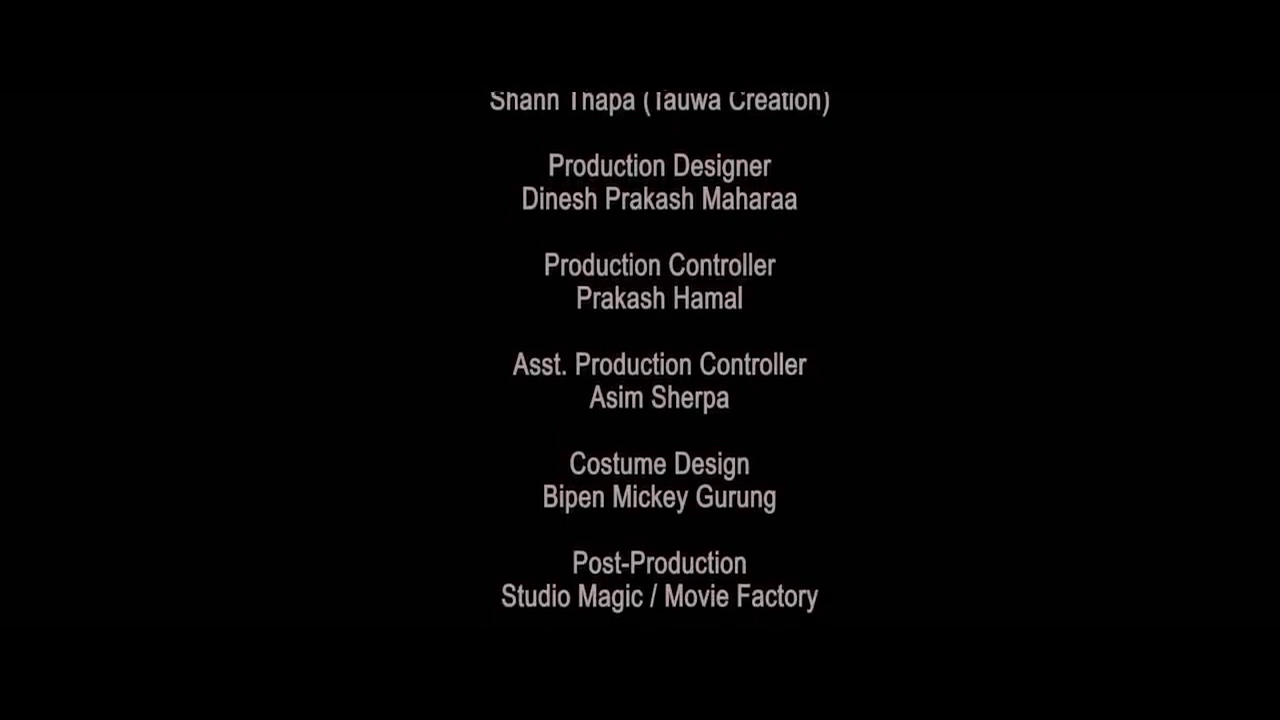 Shann Thapa (Tauwa Creation)
Production Designer
Dinesh Prakash Maharaa
Production Controller
Prakash Hamal
Asst. Production Controller
Asim Sherpa
Costume Design
Bipen Mickey Gurung
Post-Production
Studio Magic / Movie Factory